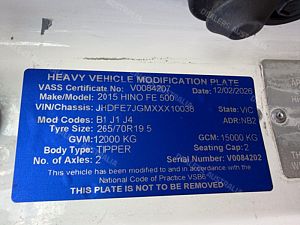 DEALERS AUSTRALIA
HEAVY VEHICLE MODIFICATION PLATE
VASS Certificate No: V0084207 Date: 12/02/2026
Make/Model: 2015 HINO FE 500
VIN/Chassis: JHDFE7JGMXXX10038 State: VIC
Mod Codes: B1 J1 J4 ADR: NB2
Tyre Size: 265/70R19.5
GVM: 12000 KG GCM: 15000 KG
Body Type: TIPPER Seating Cap.: 2
No. of Axles: 2 Serial Number: V0084202
This vehicle has been modified to and in accordance with
National Code of Practice VSB6
THIS PLATE IS NOT TO BE REMOVED